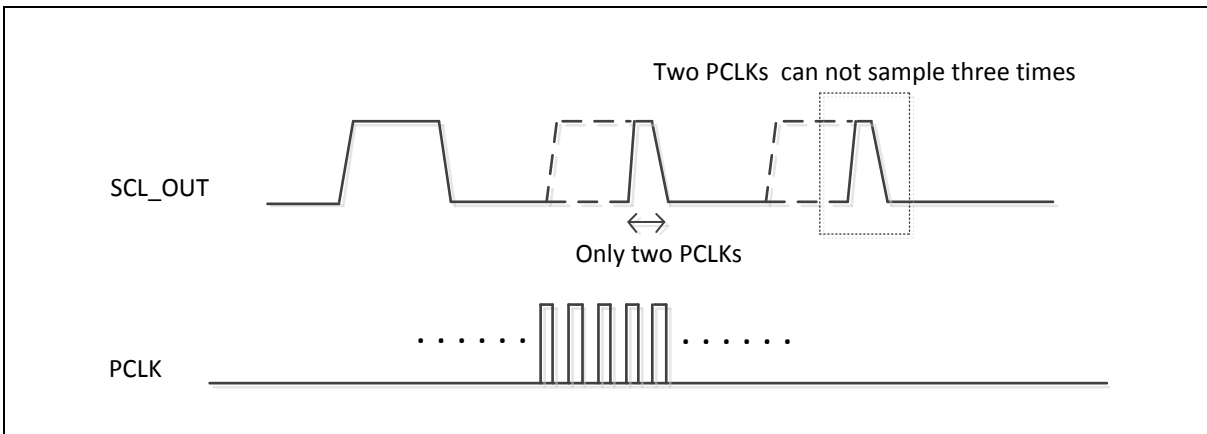 Two PCLKs can not sample three times
SCL_OUT
Only two PCLKs
PCLK